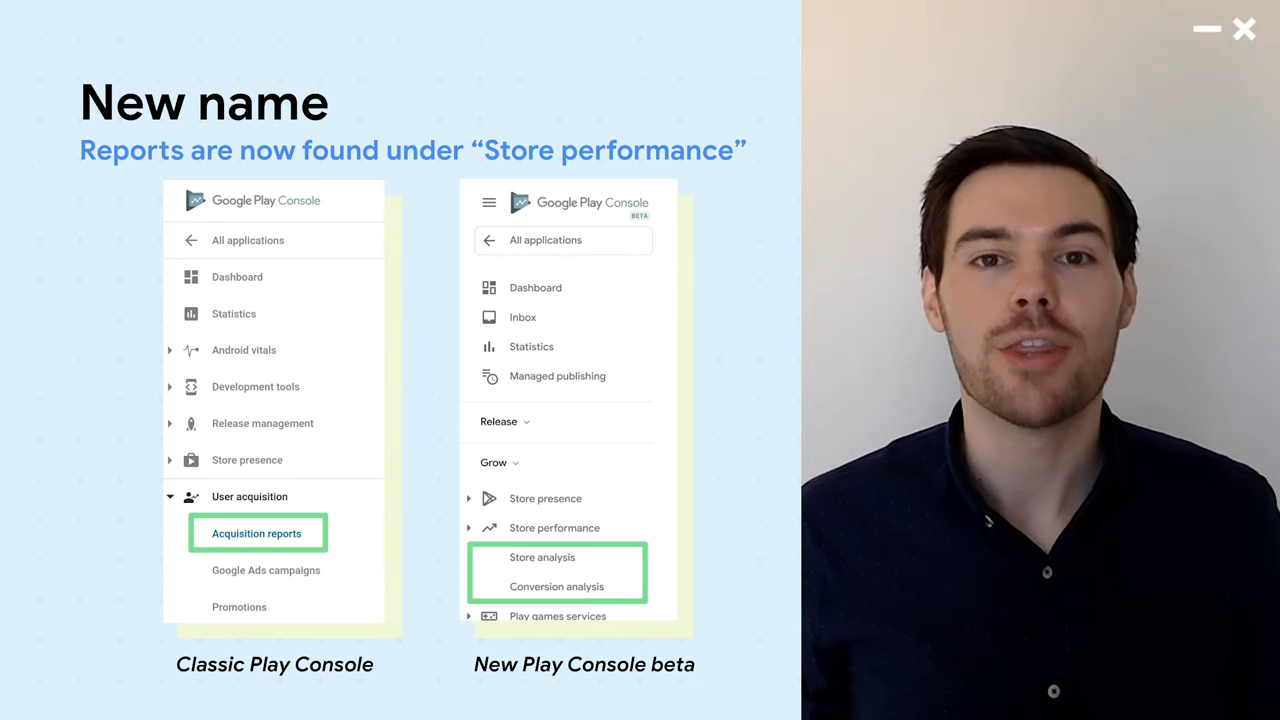 New name
Reports are now found under “Store performance”
Google Play Console
All applications
Dashboard
Statistics
Android vitals
Development tools
Release management
Store presence
User acquisition
Acquisition reports
Google Ads campaigns
Promotions
Classic Play Console
Google Play Console
BETA
All applications
Dashboard
Inbox
Statistics
Managed publishing
Release
Grow
Store presence
Store performance
Store analysis
Conversion analysis
Play games services
New Play Console beta